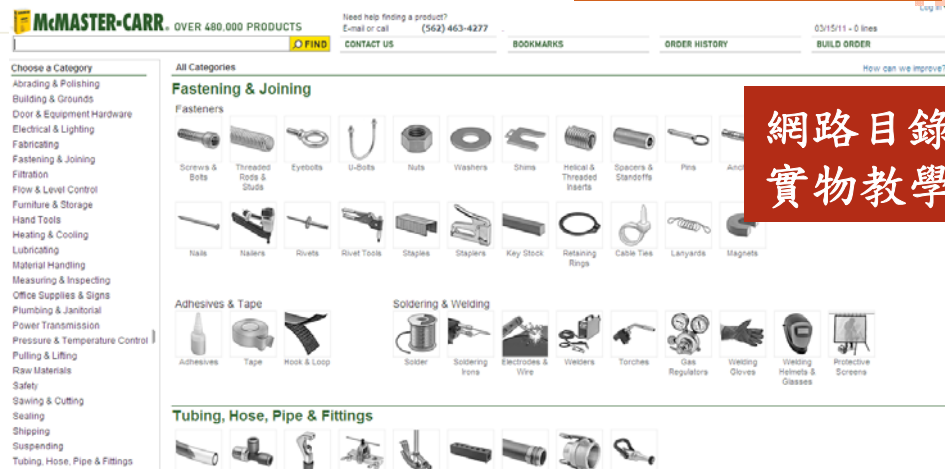 McMASTER-CARR. OVER 480,000 PRODUCTS
Need help finding a product?
E-mail or call (562) 463-4277
Log in
03/15/11 - 0 lines
FIND
CONTACT US
BOOKMARKS
ORDER HISTORY
BUILD ORDER
Choose a Category
Abrading & Polishing
Building & Grounds
Door & Equipment Hardware
Electrical & Lighting
Fabricating
Fastening & Joining
Filtration
Flow & Level Control
Furniture & Storage
Hand Tools
Heating & Cooling
Lubricating
Material Handling
Measuring & Inspecting
Office Supplies & Signs
Plumbing & Janitorial
Power Transmission
Pressure & Temperature Control
Pulling & Lifting
Raw Materials
Safety
Sawing & Cutting
Sealing
Shipping
Suspending
Tubing, Hose, Pipe & Fittings
All Categories
How can we improve?
Fastening & Joining
Fasteners
Screws & Bolts
Threaded Rods & Studs
Eyebolts
U-Bolts
Nuts
Washers
Shims
Helical & Threaded Inserts
Spacers & Standoffs
Pins
網路目錄
實物教學
Nails
Nailers
Rivets
Rivet Tools
Staples
Staplers
Key Stock
Retaining Rings
Cable Ties
Lanyards
Magnets
Adhesives & Tape
Adhesives
Tape
Hook & Loop
Soldering & Welding
Solder
Soldering Irons
Electrodes & Wire
Welders
Torches
Gas Regulators
Welding Gloves
Welding Helmets & Glasses
Protective Screens
Tubing, Hose, Pipe & Fittings